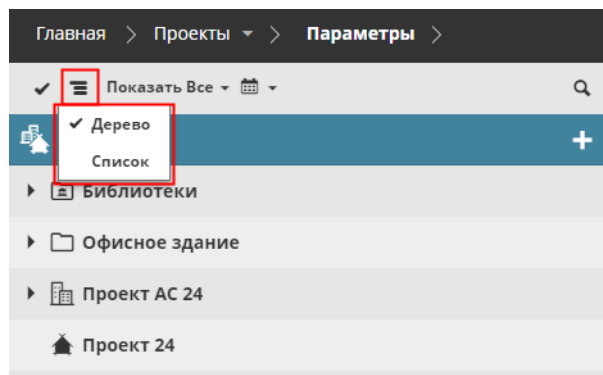 Главная > Проекты > Параметры >
Показать Все
Дерево
Список
Библиотеки
Офисное здание
Проект АС 24
Проект 24